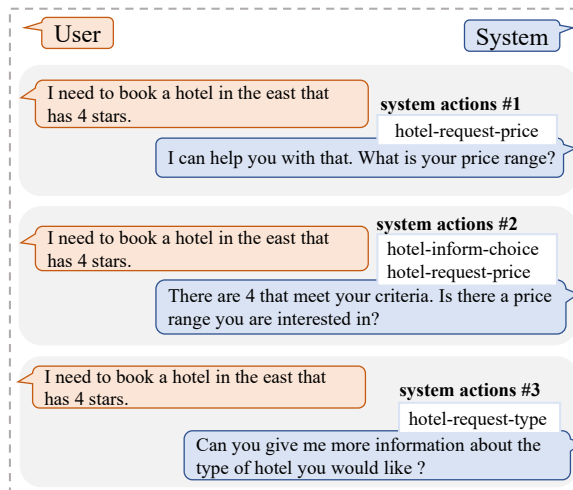 User
System
I need to book a hotel in the east that
has 4 stars.
system actions #1
hotel-request-price
I can help you with that. What is your price range?
I need to book a hotel in the east that
has 4 stars.
system actions #2
hotel-inform-choice
hotel-request-price
There are 4 that meet your criteria. Is there a price
range you are interested in?
I need to book a hotel in the east that
has 4 stars.
system actions #3
hotel-request-type
Can you give me more information about the
type of hotel you would like ?